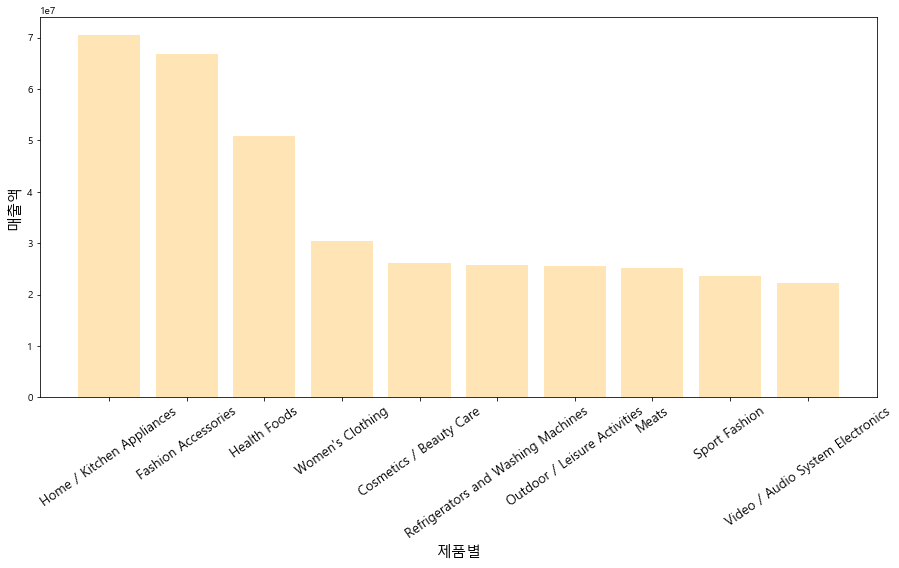 1e7
7
6
5
4
3
2
1
0
매출액
Home / Kitchen Appliances
Fashion Accessories
Health Foods
Women's Clothing
Cosmetics / Beauty Care
Refrigerators and Washing Machines
Outdoor / Leisure Activities
Meats
Sport Fashion
Video / Audio System Electronics
제품별